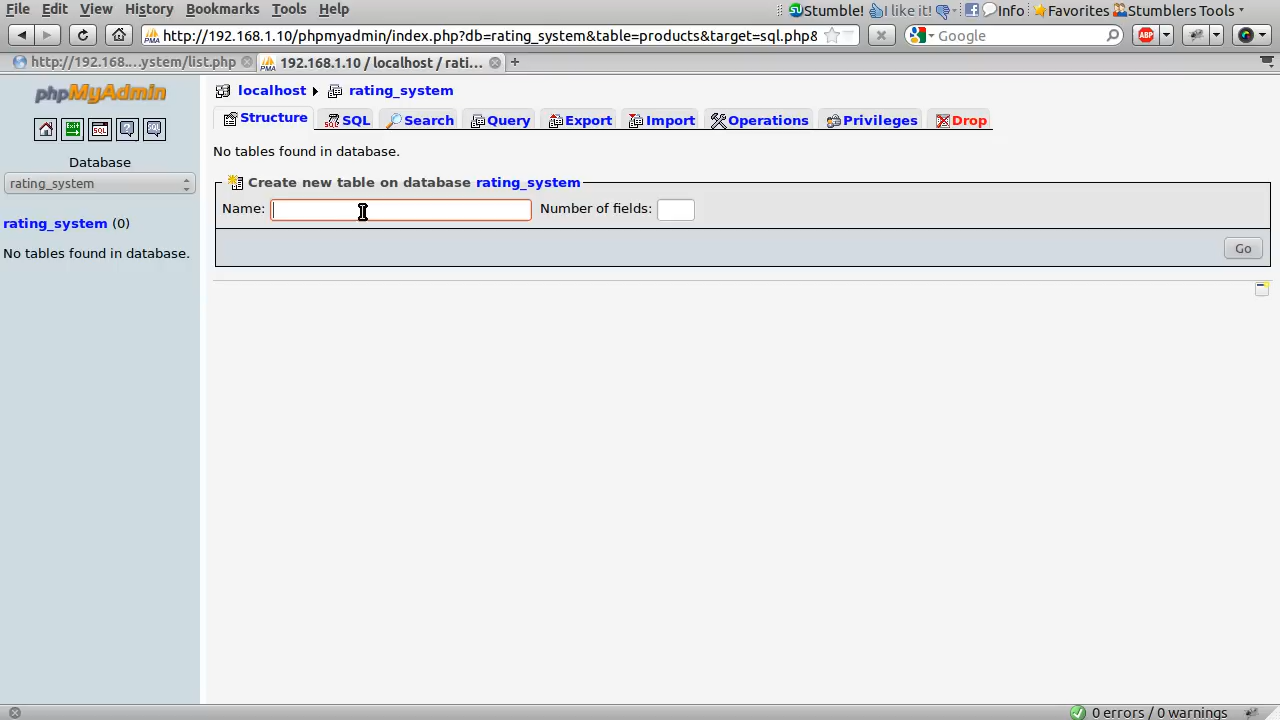 File Edit View History Bookmarks Tools Help Stumble! I like it! Info Favorites Stumblers Tools
http://192.168.1.10/phpmyadmin/index.php?db=rating_system&table=products&target=sql.php& Google ABP
http://192.168....ystem/list.php 192.168.1.10 / localhost / rati... +
phpMyAdmin
SQL
Database
rating_system
rating_system (0)
No tables found in database.
localhost rating_system
Structure SQL Search Query Export Import Operations Privileges Drop
No tables found in database.
Create new table on database rating_system
Name: Number of fields:
Go
0 errors / 0 warnings